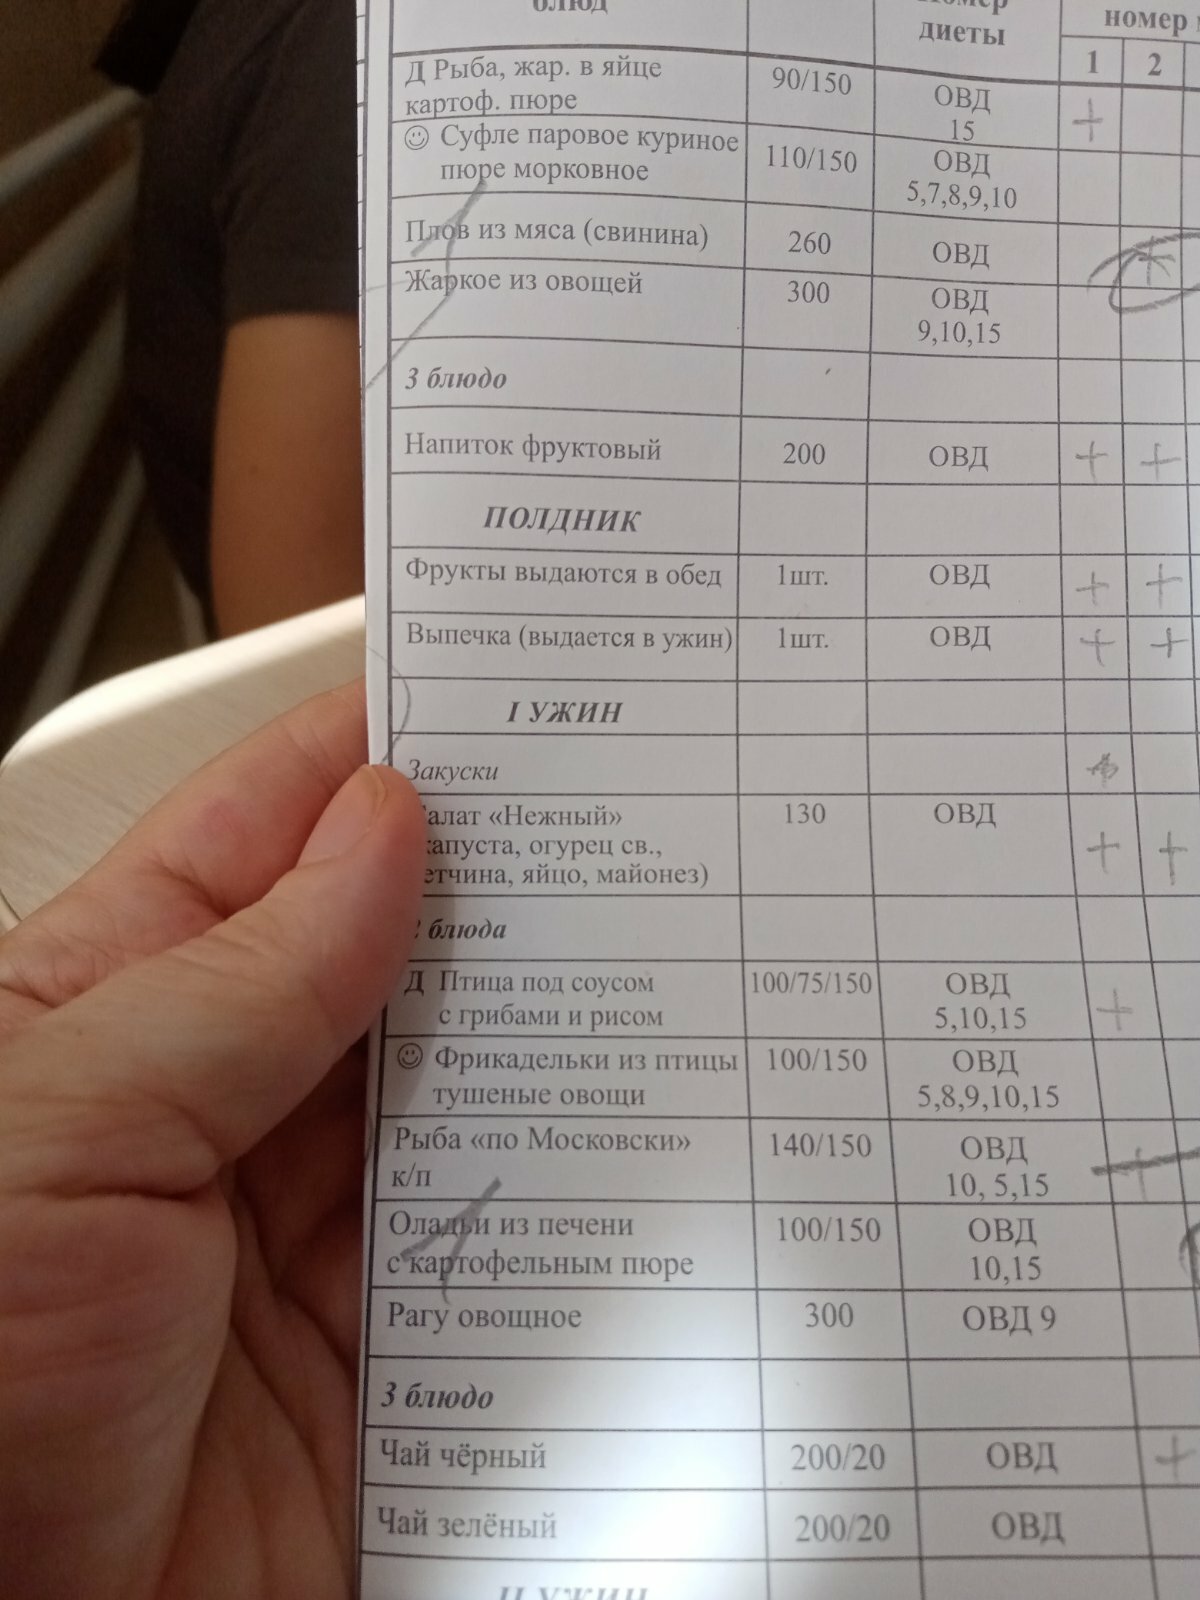 блюд
диеты
номер
1 2
Д Рыба, жар. в яйце 90/150 ОВД
картоф. пюре 15 +
☺ Суфле паровое куриное 110/150 ОВД
пюре морковное 5,7,8,9,10
Плов из мяса (свинина) 260 ОВД +
Жаркое из овощей 300 ОВД
9,10,15
3 блюдо
Напиток фруктовый 200 ОВД + +
ПОЛДНИК
Фрукты выдаются в обед 1шт. ОВД + +
Выпечка (выдается в ужин) 1шт. ОВД + +
I УЖИН
Закуски
«Нежный» 130 ОВД
огурец св., + +
яйцо, майонез)
блюда
Д Птица под соусом 100/75/150 ОВД
с грибами и рисом 5,10,15 +
☺ Фрикадельки из птицы 100/150 ОВД
тушеные овощи 5,8,9,10,15
Рыба «по Московски» 140/150 ОВД
к/п 10, 5,15 +
Оладьи из печени 100/150 ОВД
с картофельным пюре 10,15
Рагу овощное 300 ОВД 9
3 блюдо
Чай чёрный 200/20 ОВД +
Чай зелёный 200/20 ОВД
II УЖИН